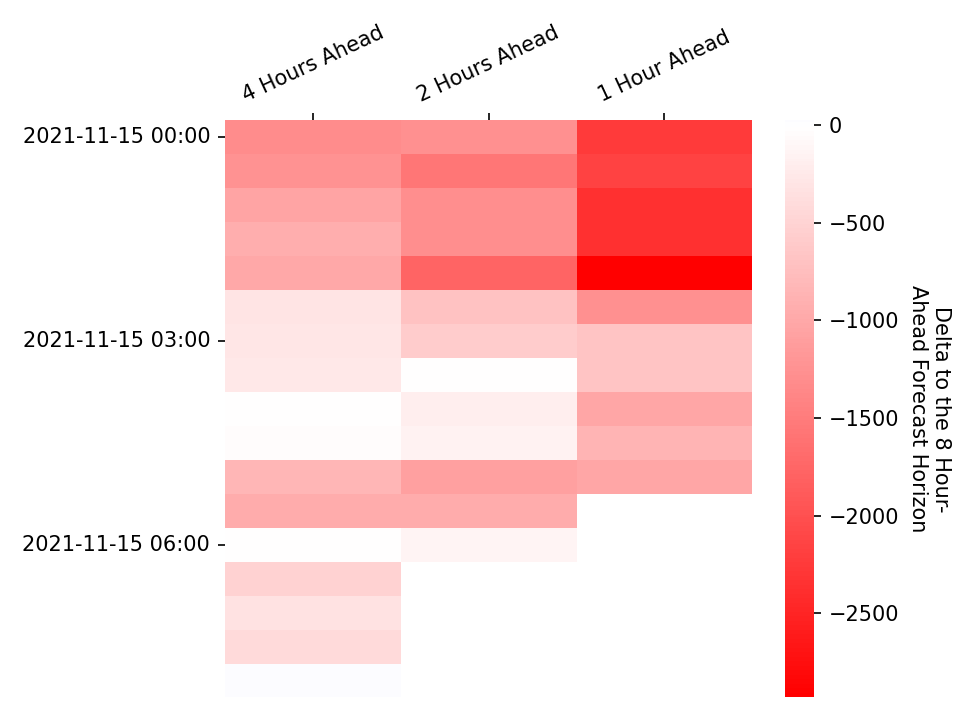 4 Hours Ahead
2 Hours Ahead
1 Hour Ahead
2021-11-15 00:00
2021-11-15 03:00
2021-11-15 06:00
0
−500
−1000
−1500
−2000
−2500
Delta to the 8 Hour-
Ahead Forecast Horizon